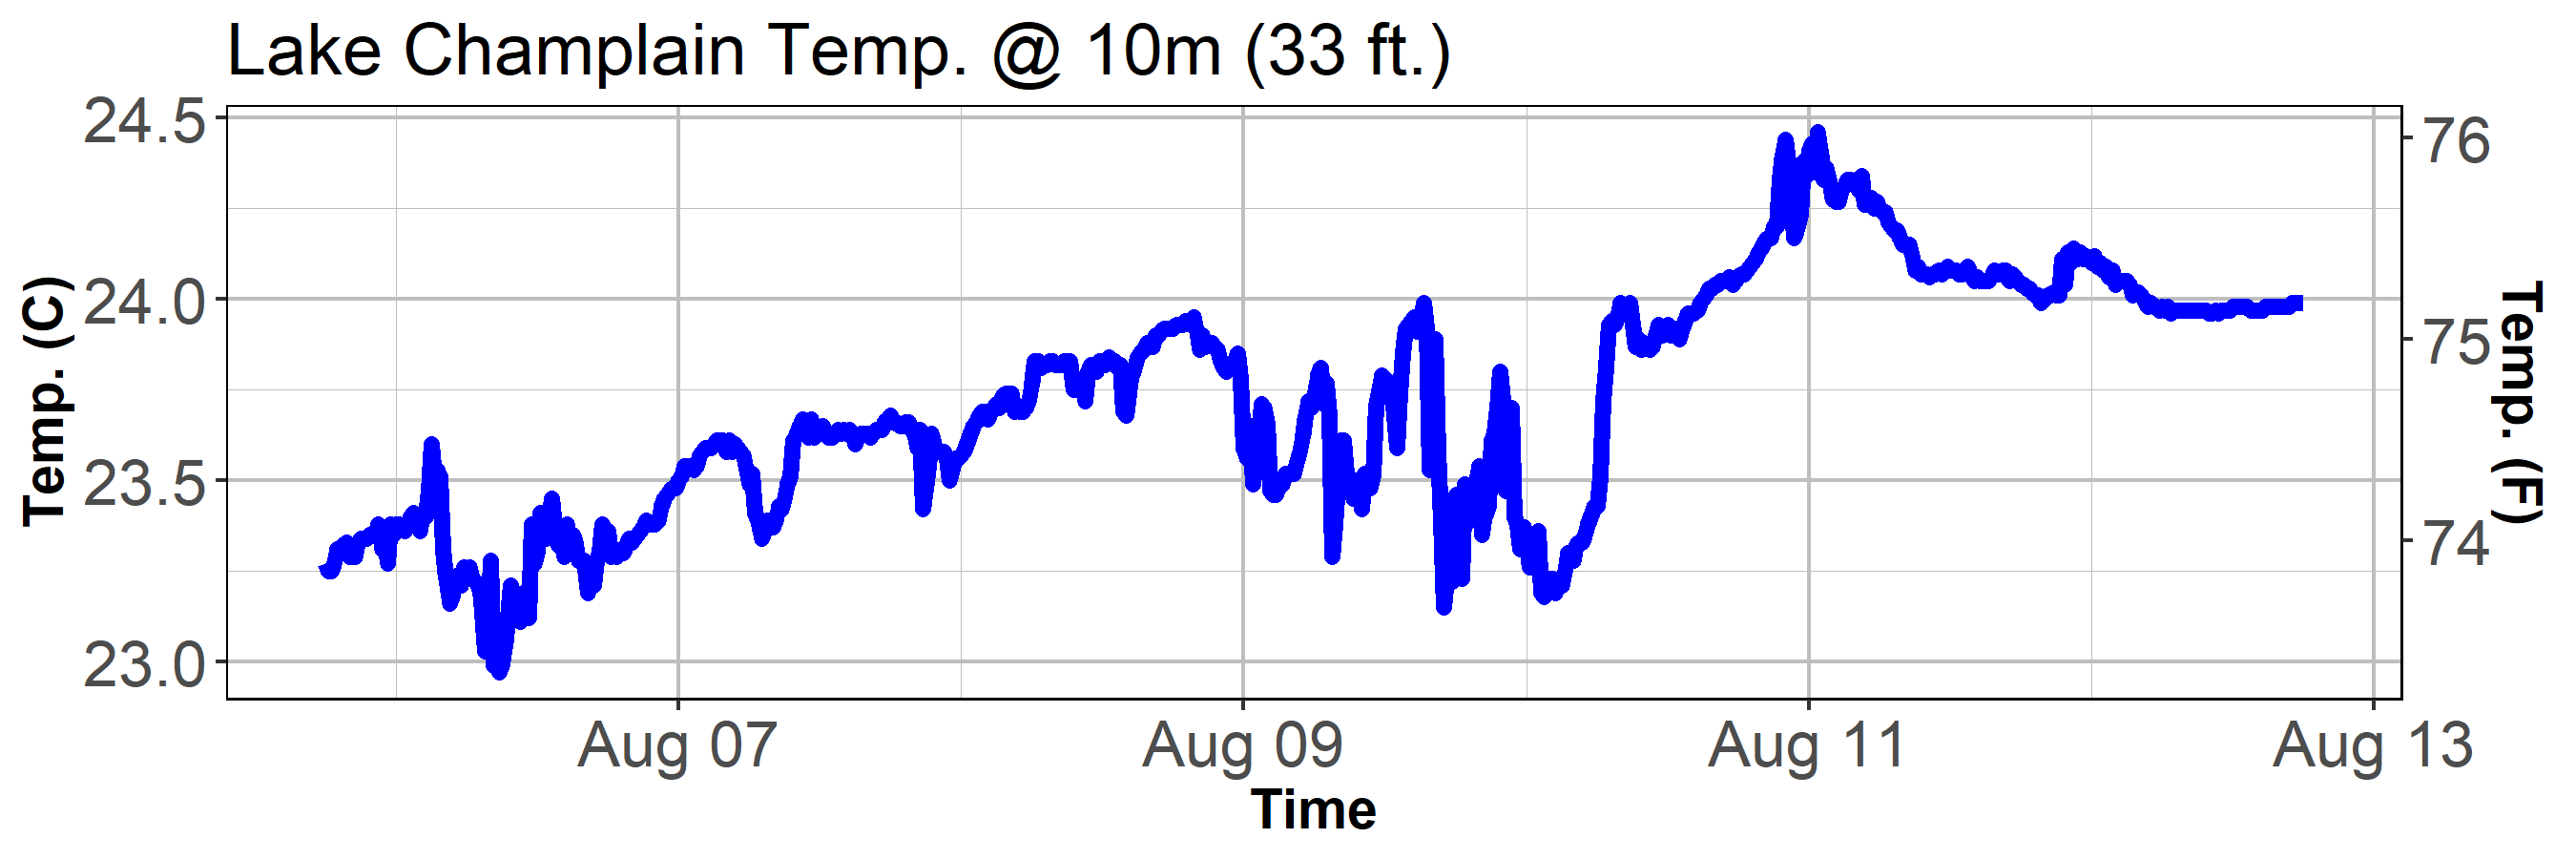 Lake Champlain Temp. @ 10m (33 ft.)
24.5
24.0
23.5
23.0
Temp. (C)
76
75
74
Temp. (F)
Aug 07
Aug 09
Aug 11
Aug 13
Time